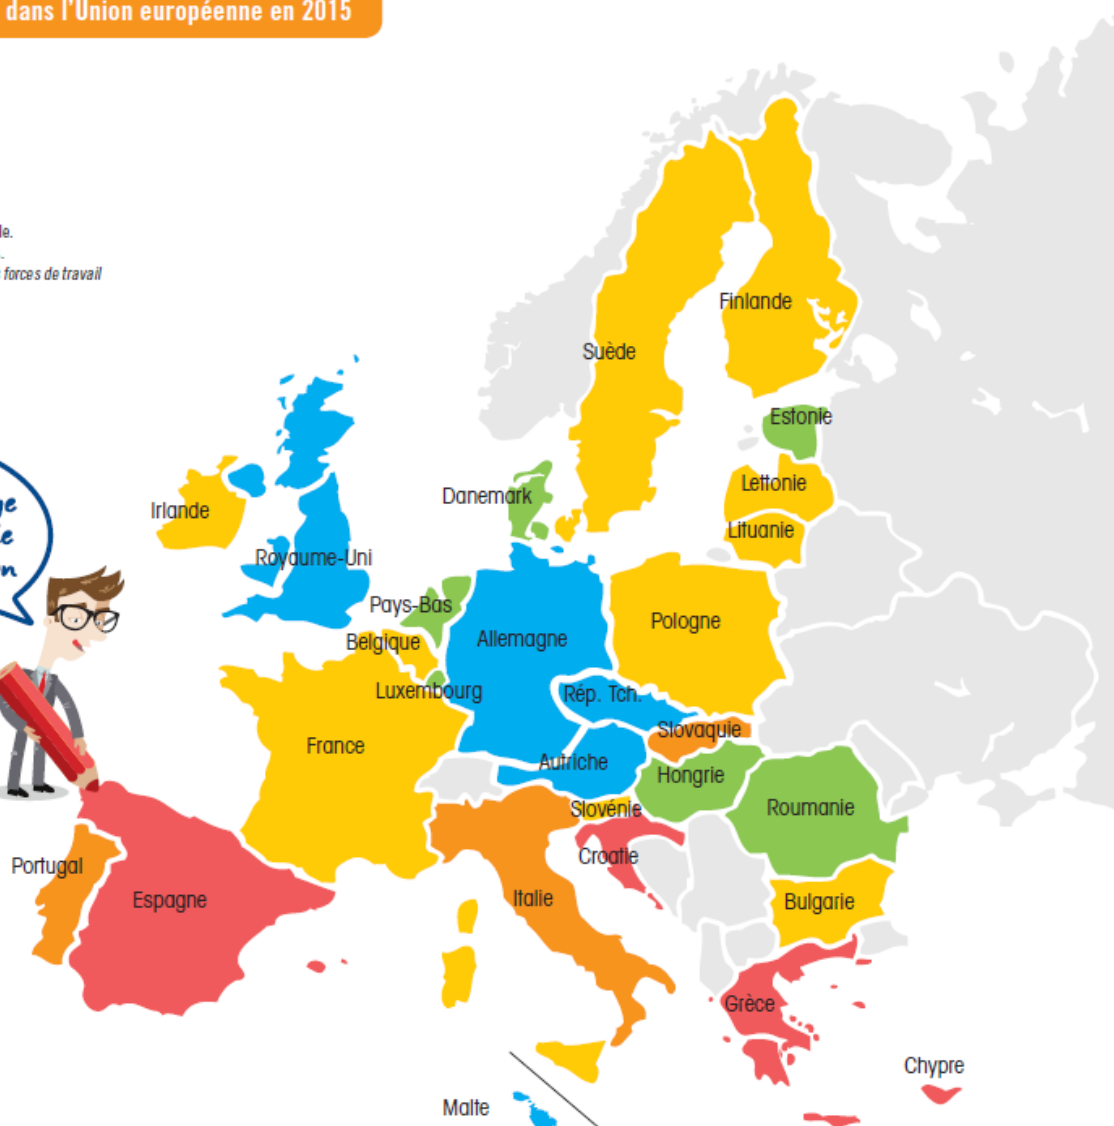 dans l'Union européenne en 2015
le.
forces de travail
Finlande
Suède
Estonie
Lettonie
Danemark
Irlande
Lituanie
Royaume-Uni
Pays-Bas
Pologne
Belgique
Allemagne
Luxembourg
Rép. Tch.
Slovaquie
France
Autriche
Hongrie
Slovénie
Roumanie
Croatie
Portugal
Espagne
Italie
Bulgarie
Grèce
Chypre
Malte